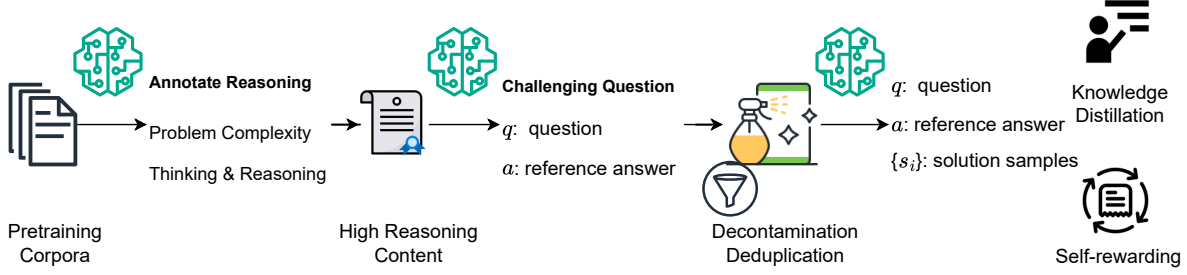 Annotate Reasoning
Problem Complexity
Thinking & Reasoning
Pretraining
Corpora
High Reasoning
Content
Challenging Question
q: question
a: reference answer
Decontamination
Deduplication
q: question
a: reference answer
{s_i}: solution samples
Knowledge
Distillation
Self-rewarding